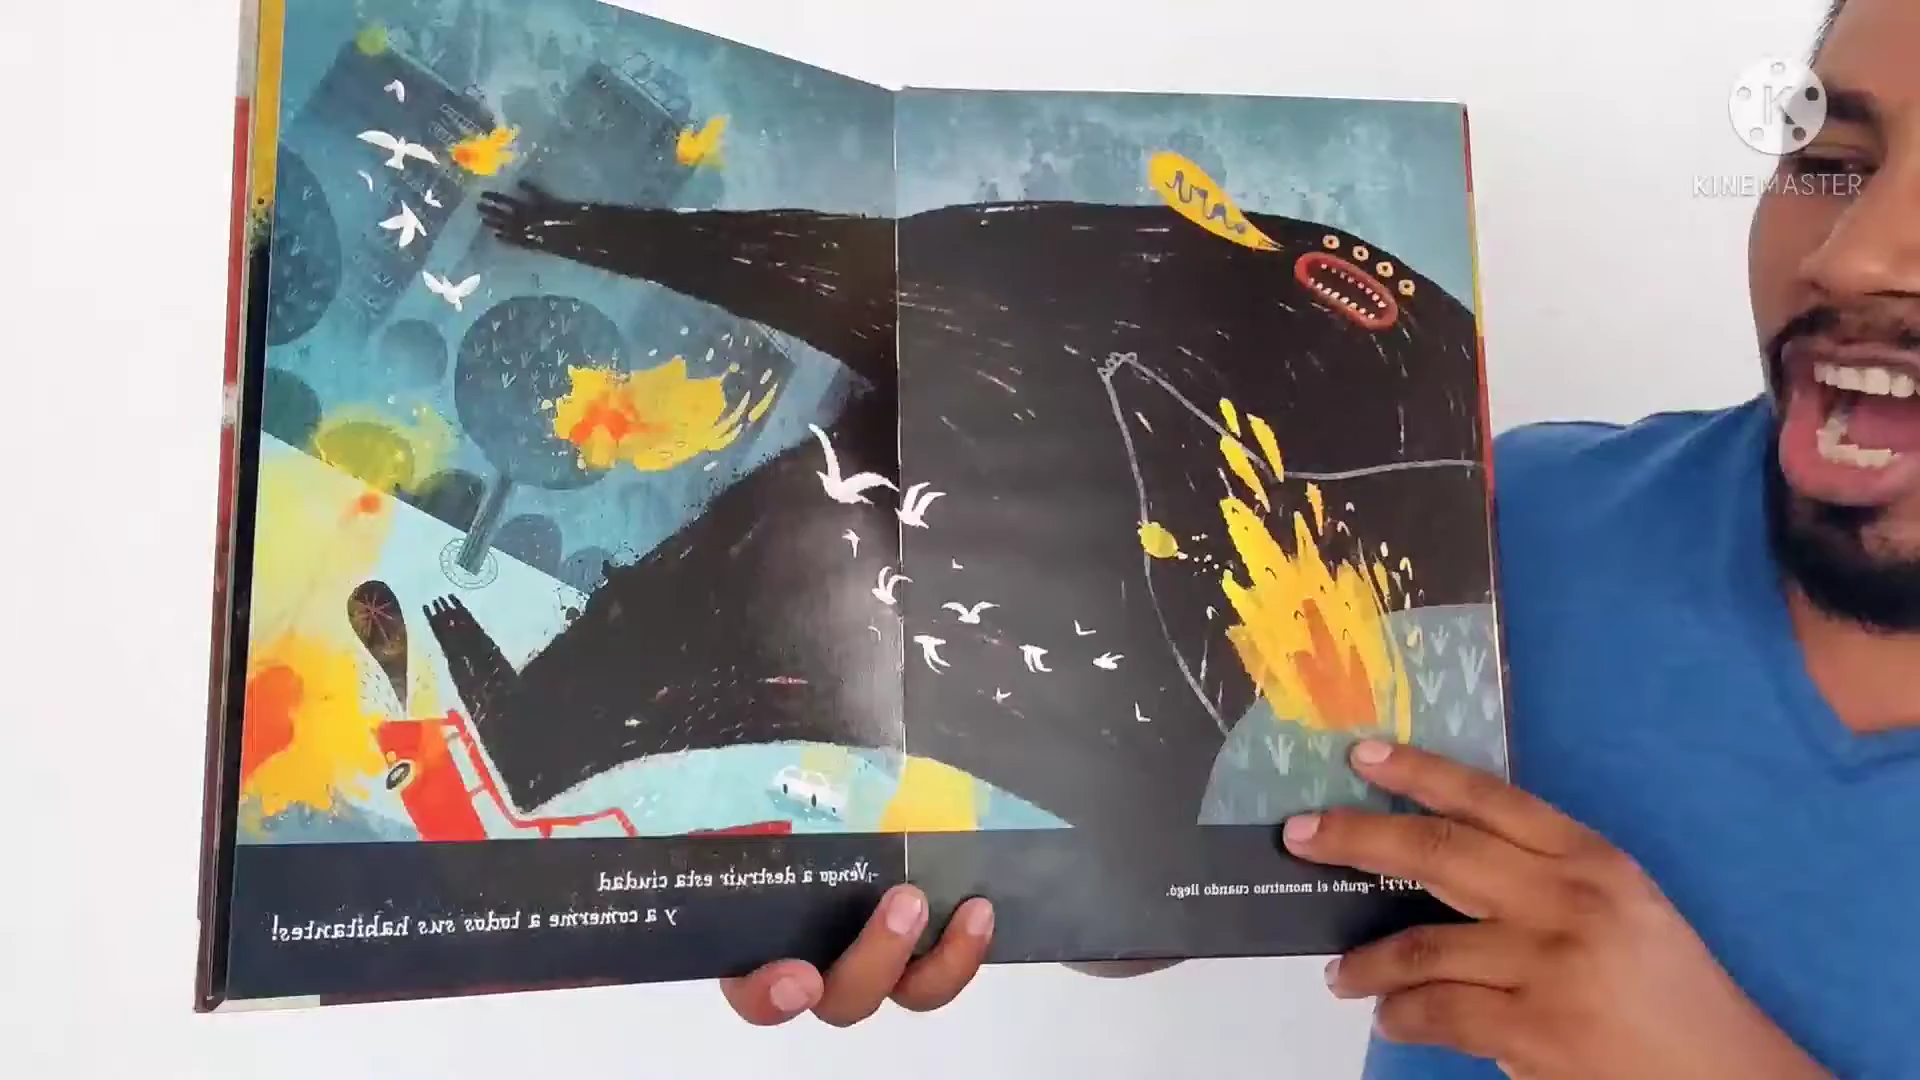 KINEMASTER
-gruñó el monstruo cuando llegó.
-¡Vengo a destruir esta ciudad
y a comerme a todos sus habitantes!